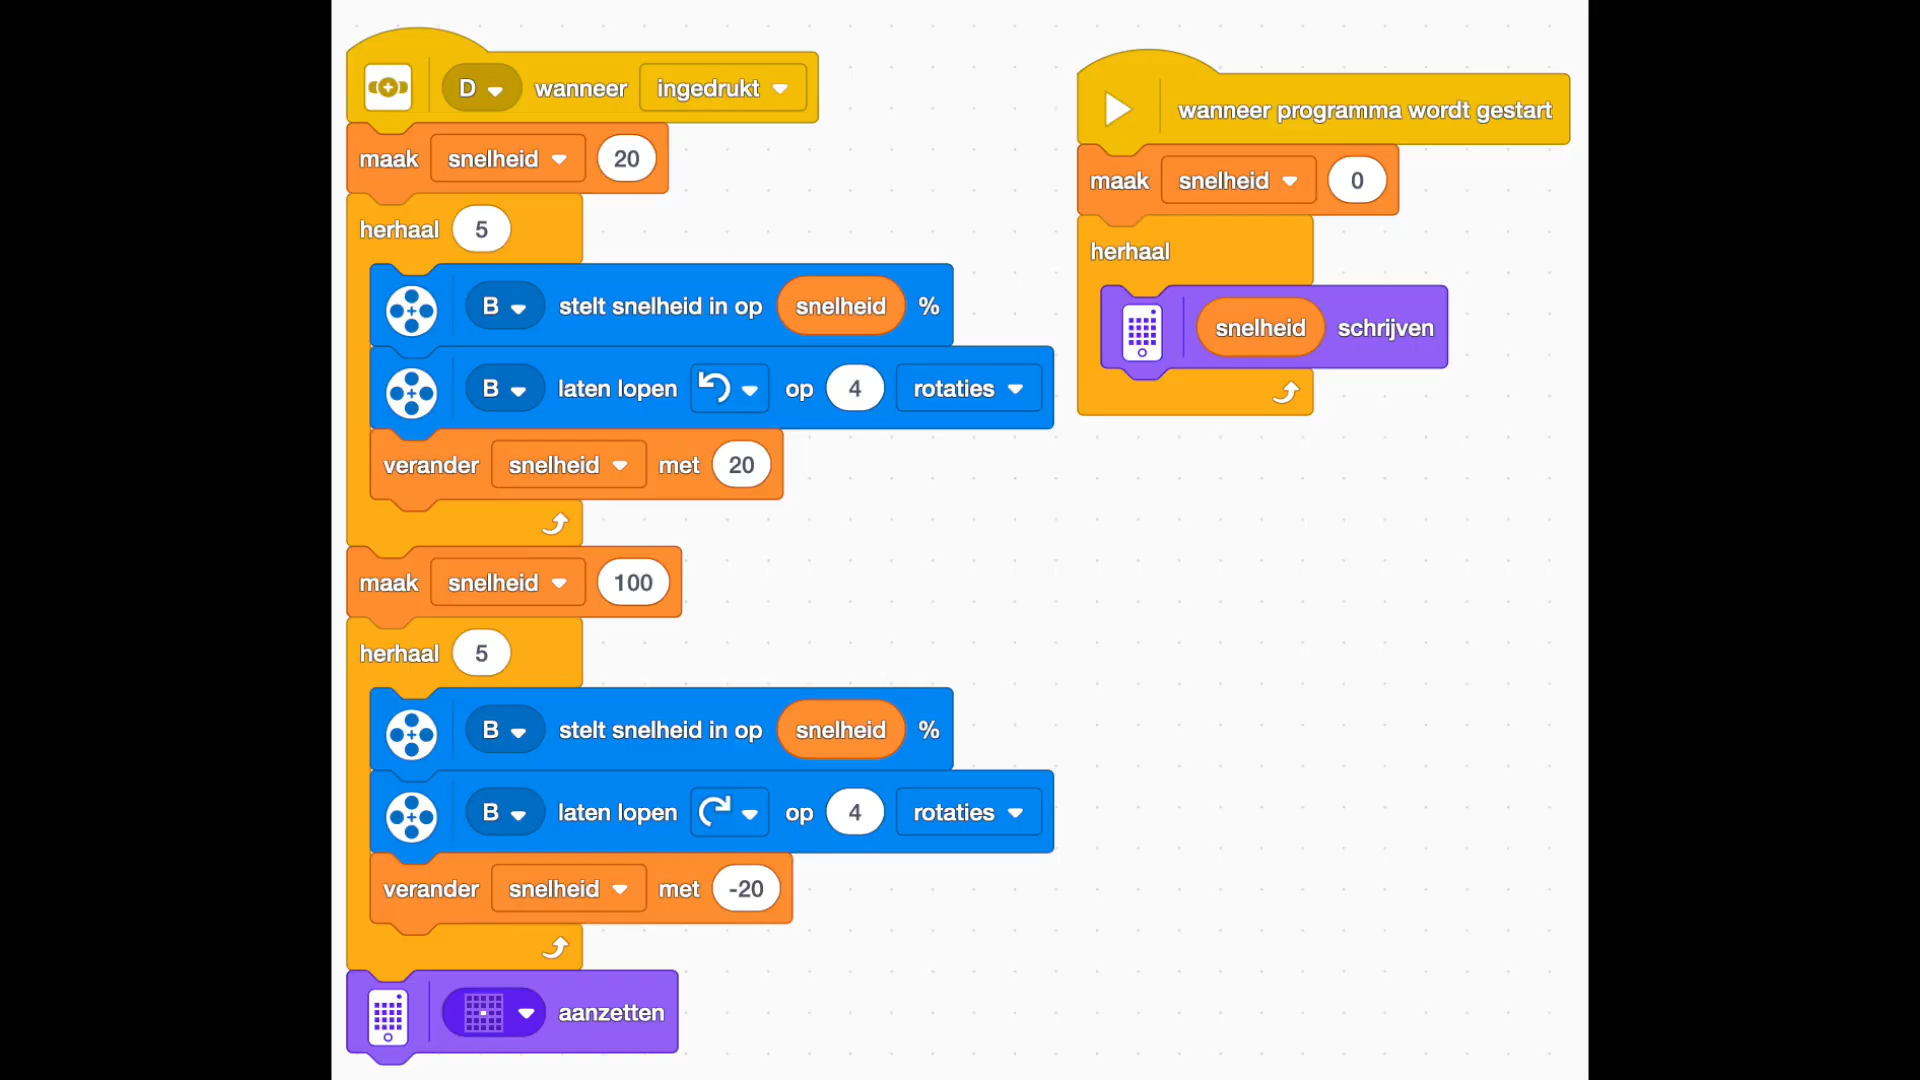 D wanneer ingedrukt
maak snelheid 20
herhaal 5
B stelt snelheid in op snelheid %
B laten lopen op 4 rotaties
verander snelheid met 20
maak snelheid 100
herhaal 5
B stelt snelheid in op snelheid %
B laten lopen op 4 rotaties
verander snelheid met -20
aanzetten
wanneer programma wordt gestart
maak snelheid 0
herhaal
snelheid schrijven